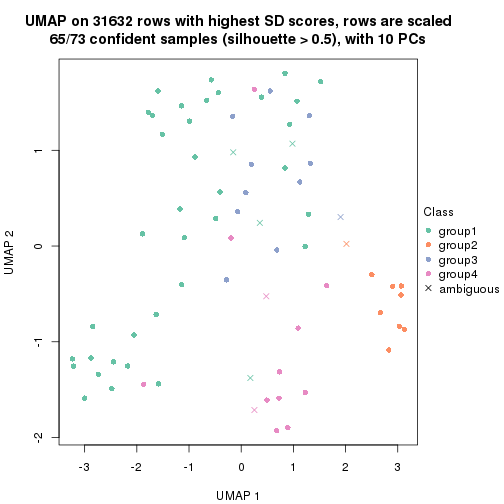 UMAP on 31632 rows with highest SD scores, rows are scaled
65/73 confident samples (silhouette > 0.5), with 10 PCs
1
0
-1
-2
UMAP 2
-3
-2
-1
0
1
2
3
UMAP 1
Class
group1
group2
group3
group4
ambiguous